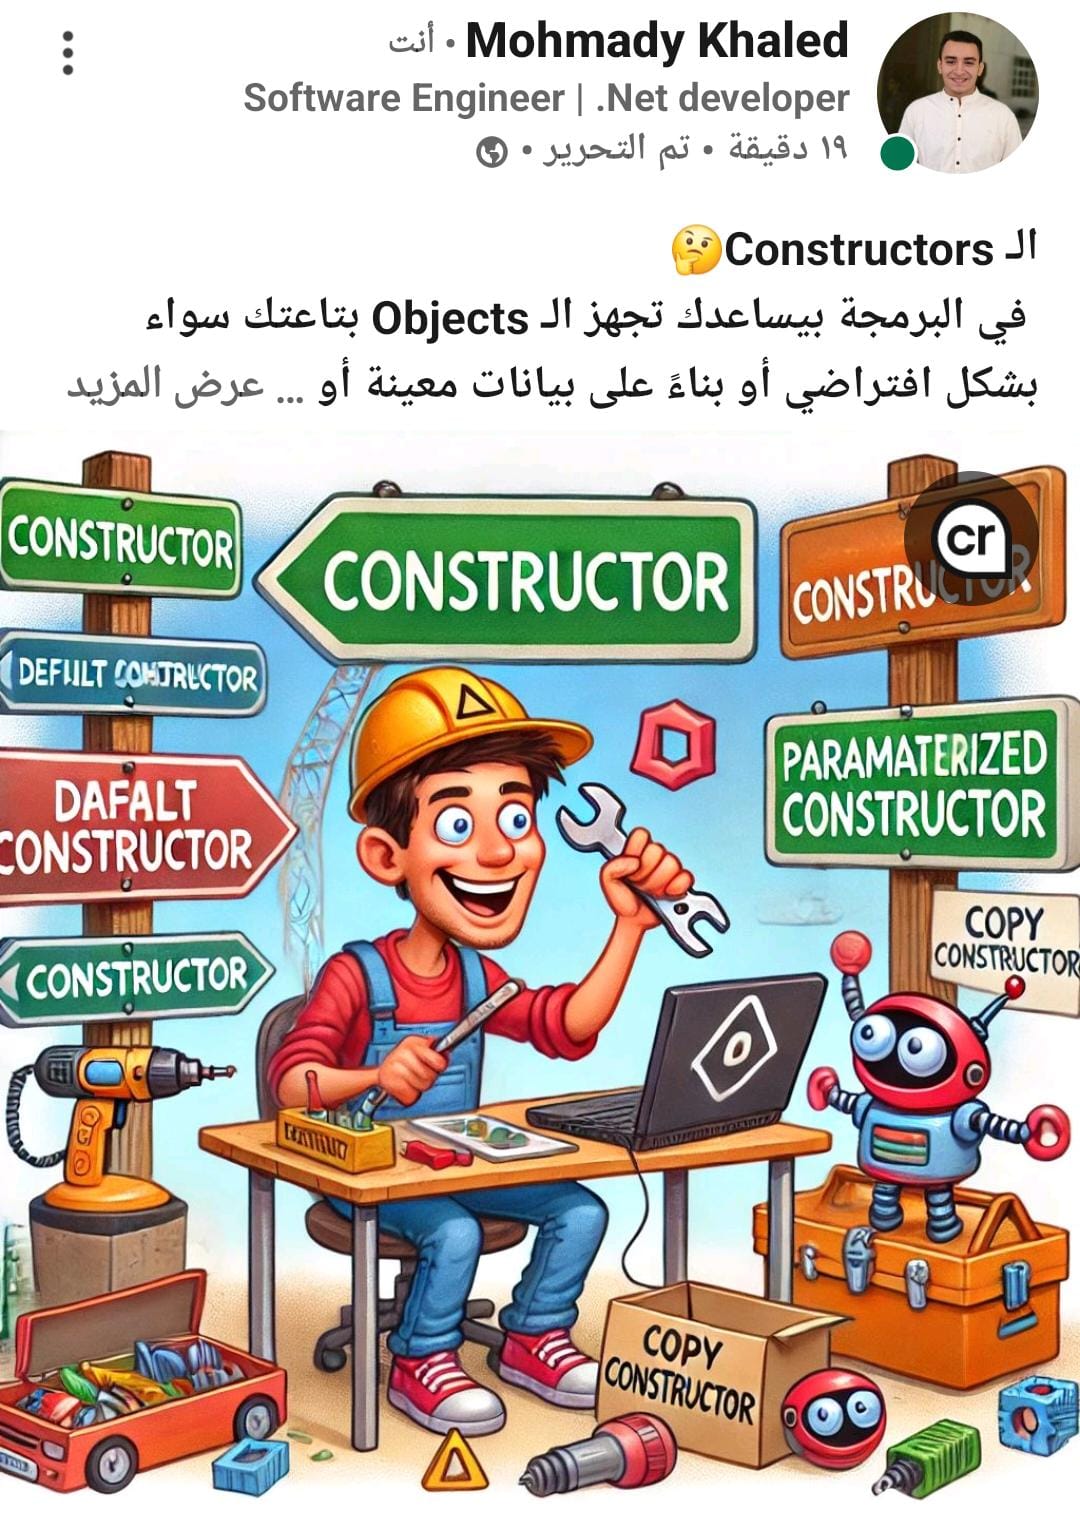 Mohmady Khaled • أنت
Software Engineer | .Net developer
١٩ دقيقة • تم التحرير •
الـ Constructors🤔
في البرمجة بيساعدك تجهز الـ Objects بتاعتك سواء
بشكل افتراضي أو بناءً على بيانات معينة أو ... عرض المزيد
CONSTRUCTOR
CONSTRUCTOR
CONSTRUCTOR
cr
DEFULT CONTRUCTOR
PARAMATERIZED
CONSTRUCTOR
DAFALT
CONSTRUCTOR
COPY
CONSTRUCTOR
CONSTRUCTOR
COPY
CONSTRUCTOR